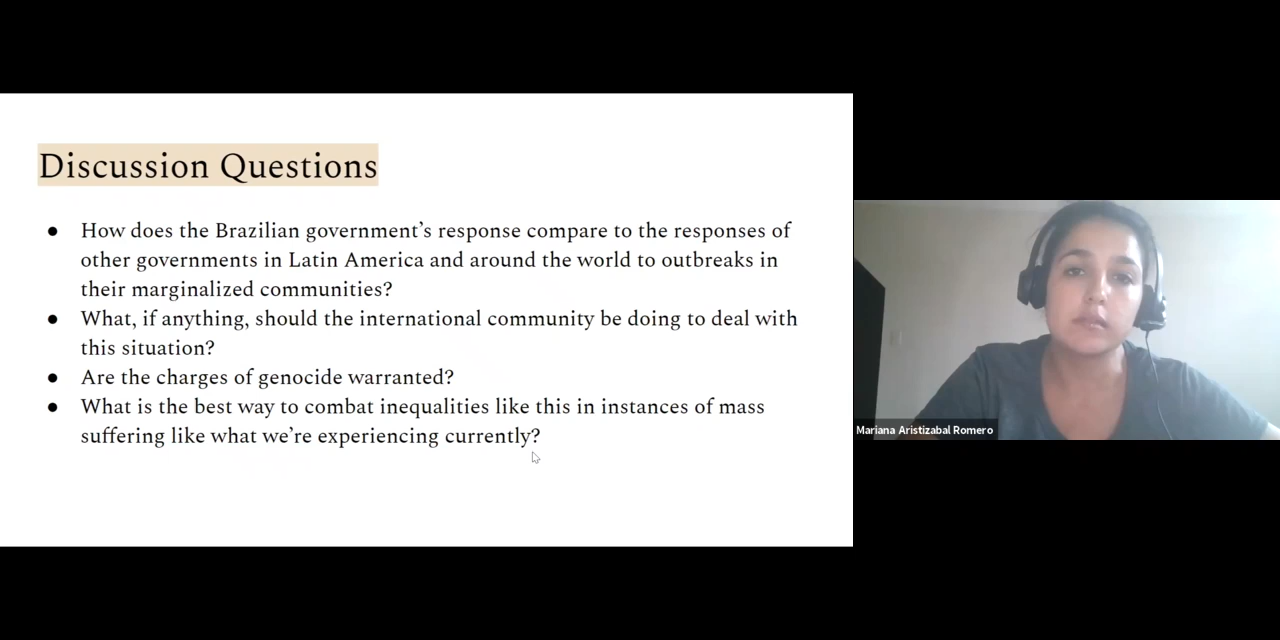 Discussion Questions
● How does the Brazilian government’s response compare to the responses of
other governments in Latin America and around the world to outbreaks in
their marginalized communities?
● What, if anything, should the international community be doing to deal with
this situation?
● Are the charges of genocide warranted?
● What is the best way to combat inequalities like this in instances of mass
suffering like what we’re experiencing currently?
Mariana Aristizabal Romero